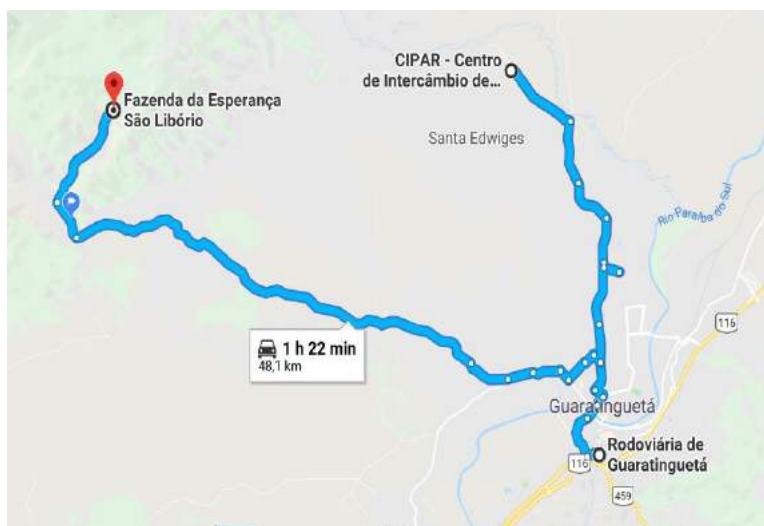 CIPAR - Centro
de Intercâmbio de...
Fazenda da Esperança
São Libório
Santa Edwiges
Rio Paraíba do Sul
116
1 h 22 min
48,1 km
Guaratinguetá
Rodoviária de
Guaratinguetá
116
459